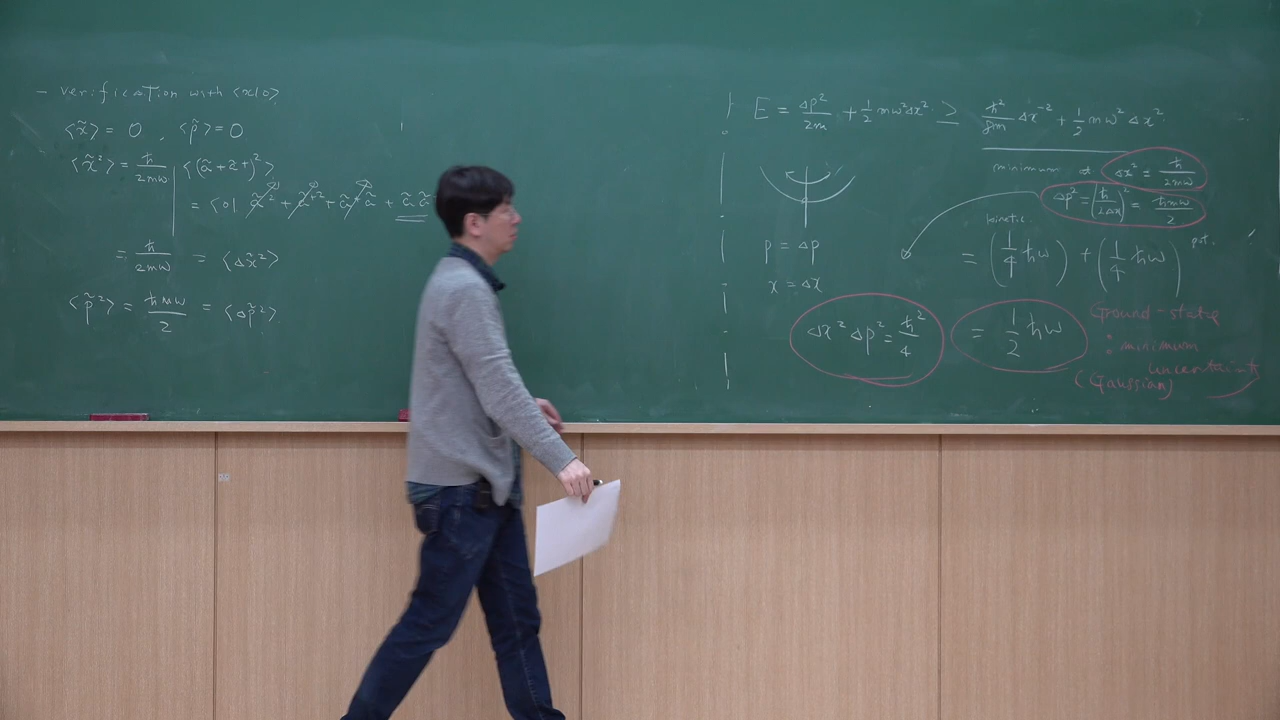 - verification with <x|0>
<x̃> = 0 , <p̃> = 0
<x̃²> = ħ/2mω <(ã + ã†)²>
= <0| ã² + ã†² + ã†ã + ã ã
= ħ/2mω = <Δx̃²>
<p̃²> = ħmω/2 = <Δp̃²>
E = Δp²/2m + 1/2 mω²Δx² ≥ ħ²/8m Δx⁻² + 1/2 mω² Δx²
minimum at Δx² = ħ/2mω
Δp² = (ħ/2Δx)² = ħmω/2
p = Δp
x = Δx
kinetic pot.
= (1/4 ħω) + (1/4 ħω)
Δx² Δp² = ħ²/4
= 1/2 ħω
Ground-state
: minimum
uncertainty
(Gaussian)